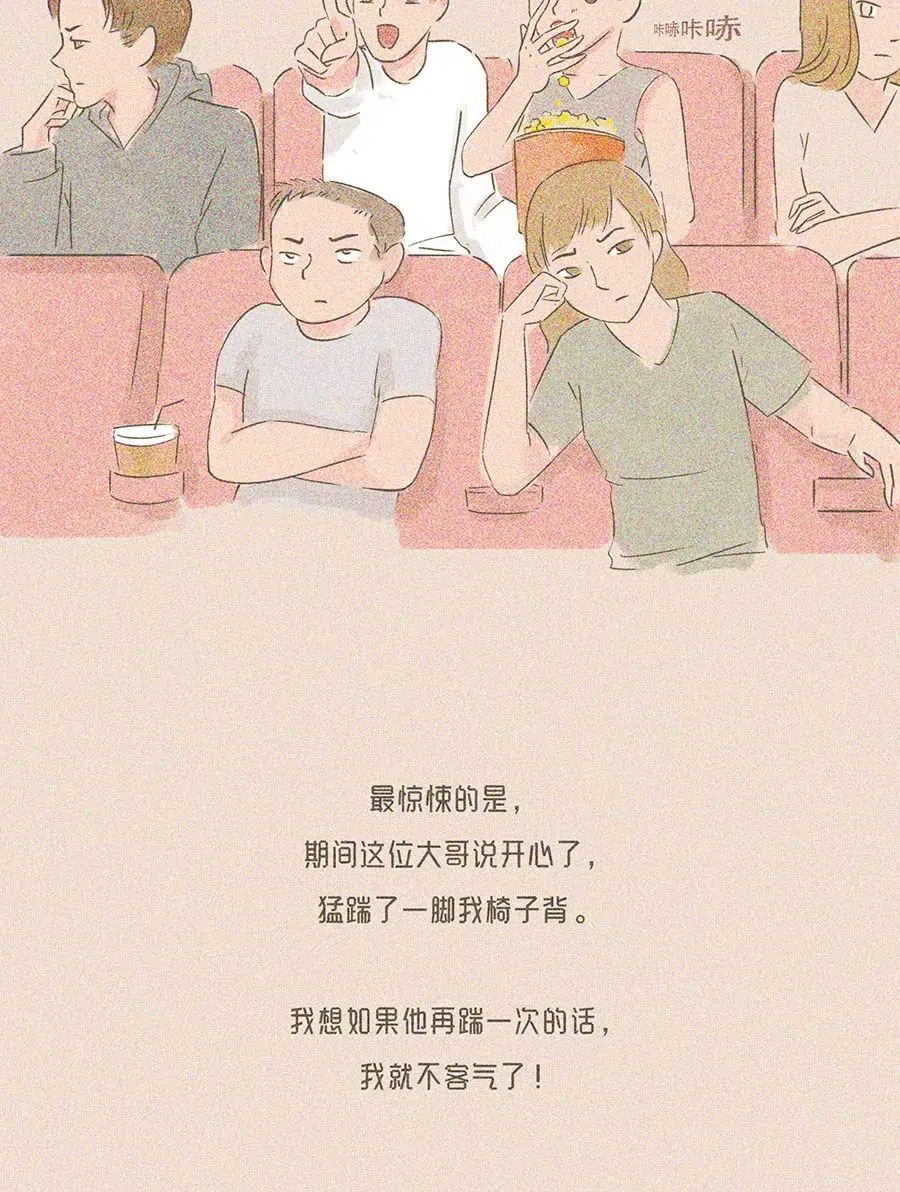 咔哧咔哧
最惊悚的是，
期间这位大哥说开心了，
猛踹了一脚我椅子背。
我想如果他再踹一次的话，
我就不客气了！